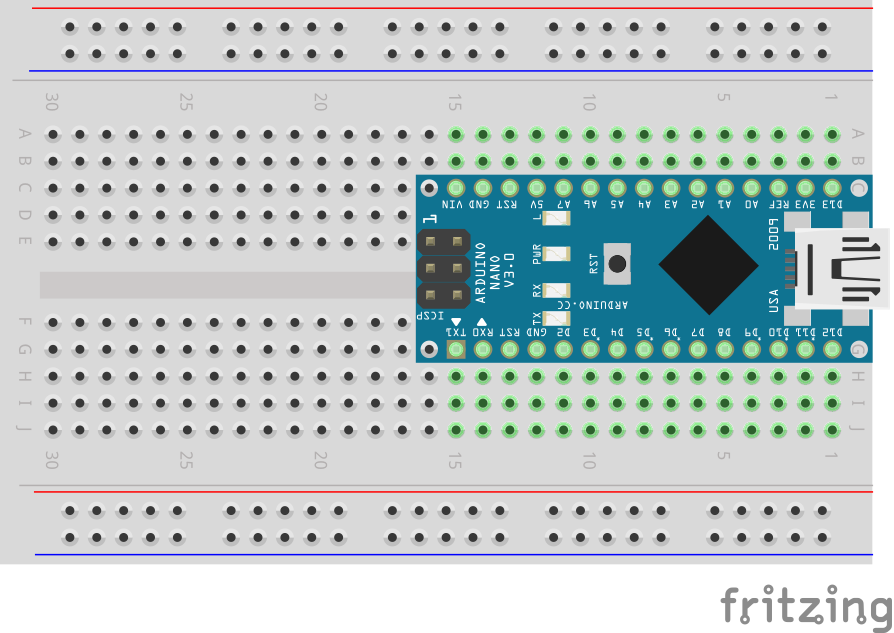 30 25 20 15 10 5 1
A A
B B
C C
VIN GND RST 5V A7 A6 A5 A4 A3 A2 A1 A0 REF 3V3 D13
D D
1 L
E E
PWR RST
ARDUINO
NANO
V3.0
USA
RX
ARDUINO.CC
TX
ICSP
F F
TX1 RX0 RST GND D2 D3 D4 D5 D6 D7 D8 D9 D10 D11 D12
G G
H H
I I
J J
30 25 20 15 10 5 1
fritzing